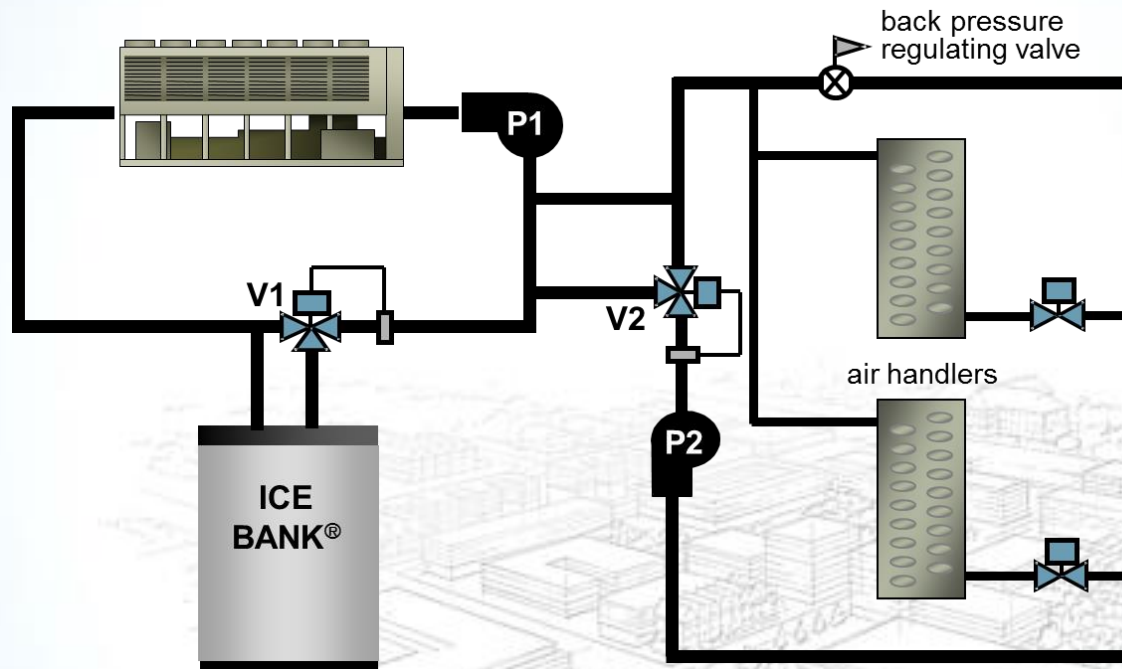 back pressure
regulating valve
P1
V1
V2
air handlers
P2
ICE
BANK®